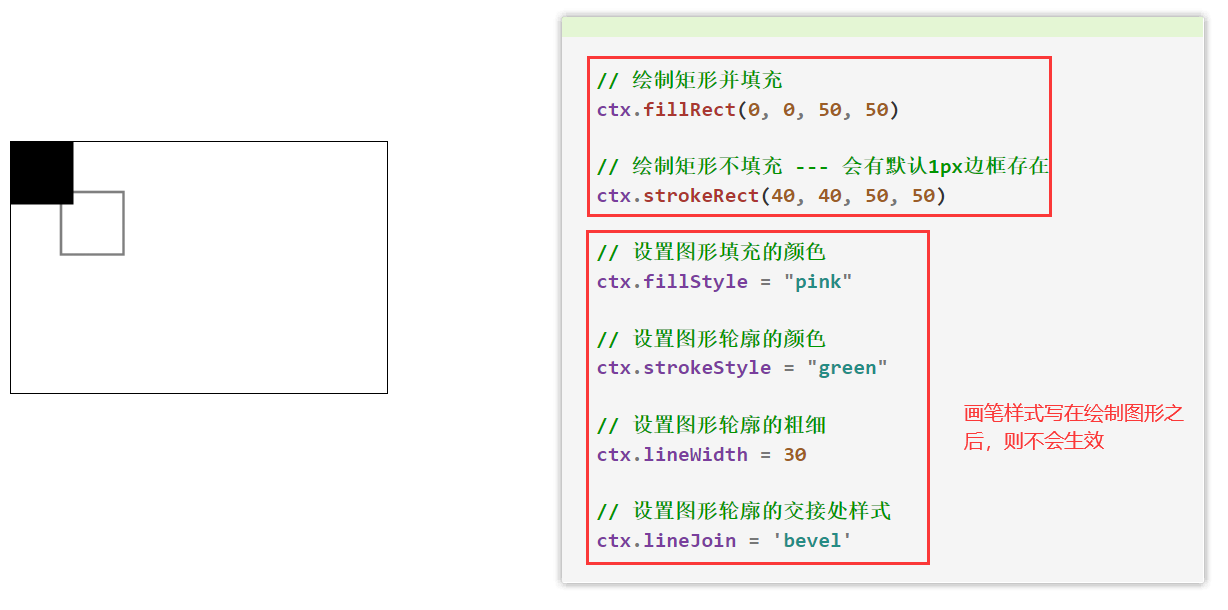 // 绘制矩形并填充
ctx.fillRect(0, 0, 50, 50)
// 绘制矩形不填充 --- 会有默认1px边框存在
ctx.strokeRect(40, 40, 50, 50)
// 设置图形填充的颜色
ctx.fillStyle = "pink"
// 设置图形轮廓的颜色
ctx.strokeStyle = "green"
// 设置图形轮廓的粗细
ctx.lineWidth = 30
// 设置图形轮廓的交接处样式
ctx.lineJoin = 'bevel'
画笔样式写在绘制图形之
后，则不会生效